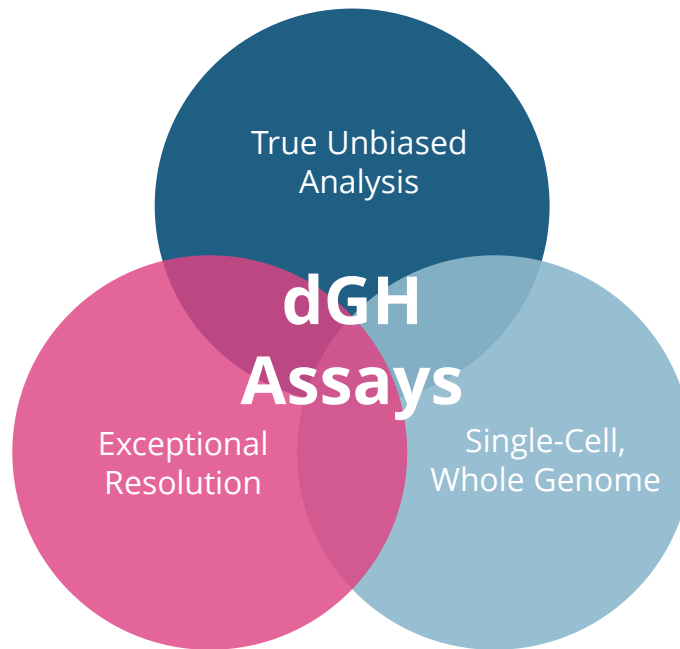 True Unbiased
Analysis
dGH
Assays
Exceptional
Resolution
Single-Cell,
Whole Genome